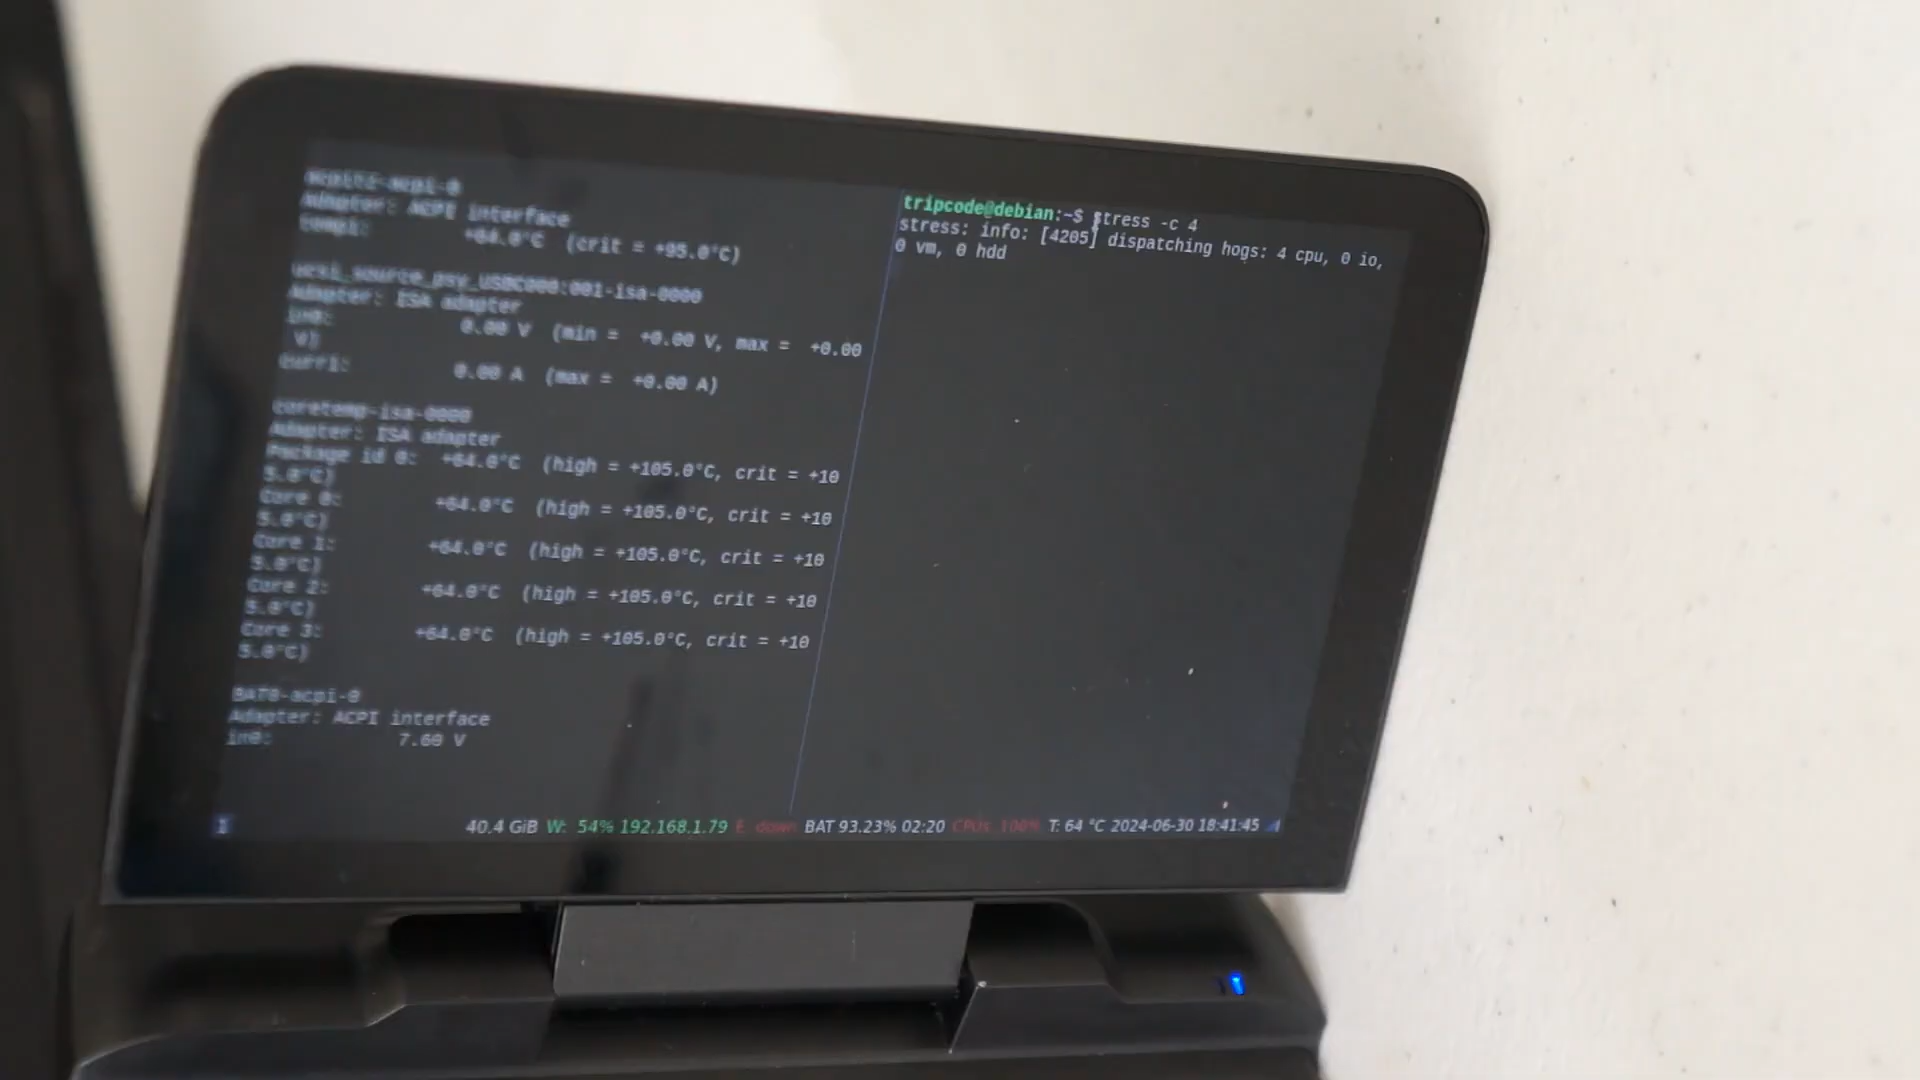 acpitz-acpi-0
Adapter: ACPI interface
temp1: +64.0°C (crit = +95.0°C)
ucsi_source_psy_USBC000:001-isa-0000
Adapter: ISA adapter
in0: 0.00 V (min = +0.00 V, max = +0.00
V)
curr1: 0.00 A (max = +0.00 A)
coretemp-isa-0000
Adapter: ISA adapter
Package id 0: +64.0°C (high = +105.0°C, crit = +10
5.0°C)
Core 0: +64.0°C (high = +105.0°C, crit = +10
5.0°C)
Core 1: +64.0°C (high = +105.0°C, crit = +10
5.0°C)
Core 2: +64.0°C (high = +105.0°C, crit = +10
5.0°C)
Core 3: +64.0°C (high = +105.0°C, crit = +10
5.0°C)
BAT0-acpi-0
Adapter: ACPI interface
in0: 7.60 V
tripcode@debian:~$ stress -c 4
stress: info: [4205] dispatching hogs: 4 cpu, 0 io,
0 vm, 0 hdd
1 40.4 GiB W: 54% 192.168.1.79 E: down BAT 93.23% 02:20 CPUs 100% T: 64 °C 2024-06-30 18:41:45